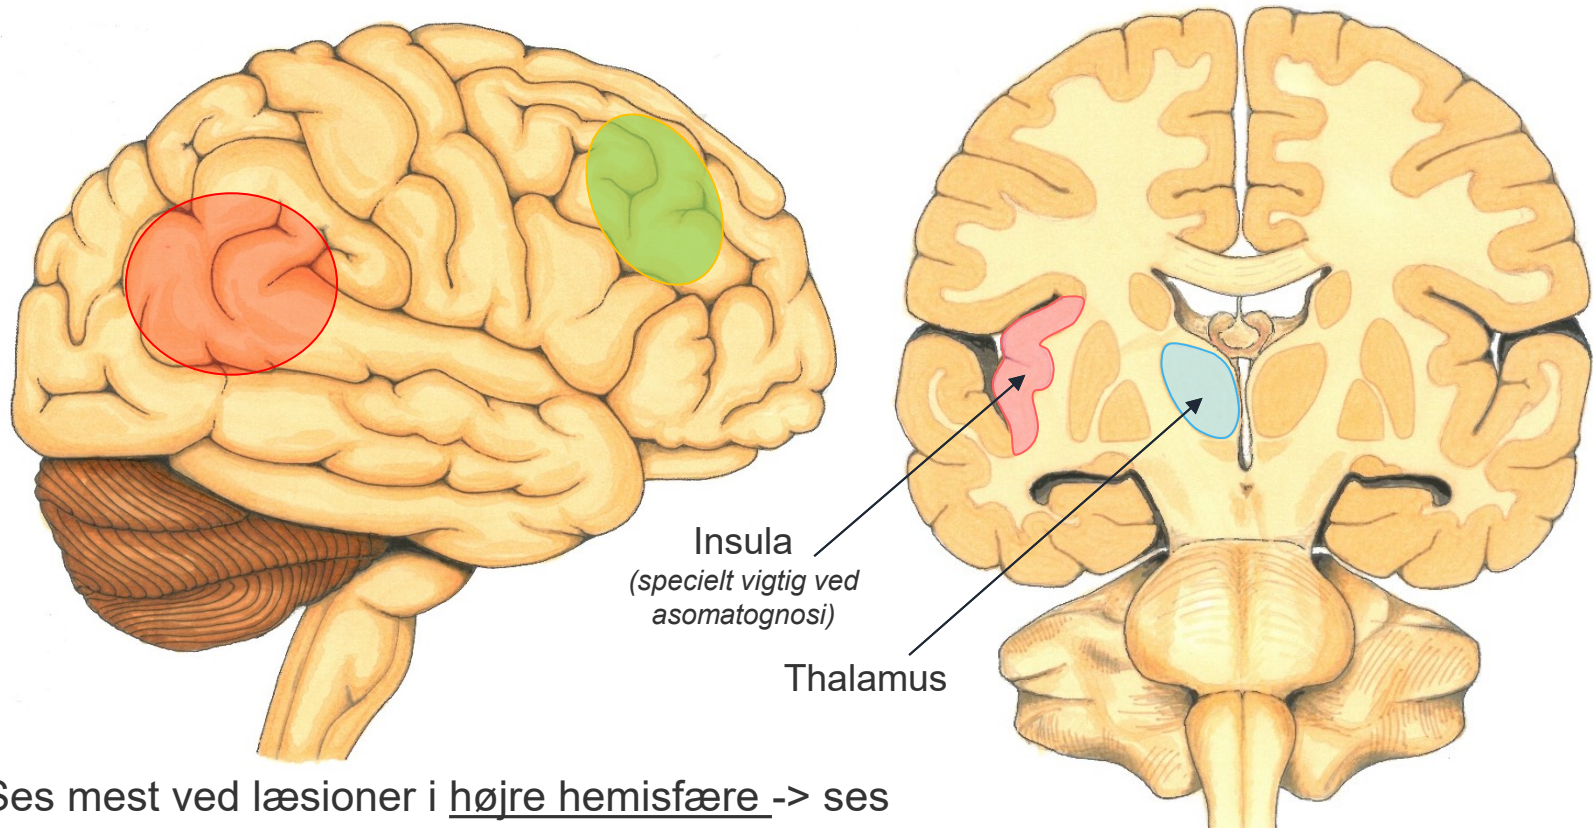 Insula
(specielt vigtig ved
asomatognosi)
Thalamus
Ses mest ved læsioner i højre hemisfære -> ses